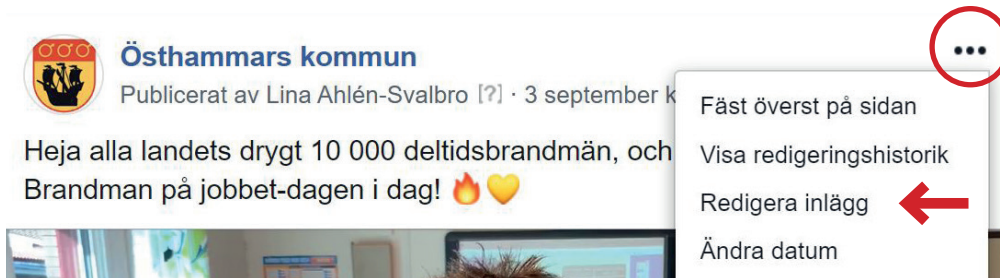 Östhammars kommun
Publicerat av Lina Ahlén-Svalbro [?] · 3 september k
Heja alla landets drygt 10 000 deltidsbrandmän, och
Brandman på jobbet-dagen i dag! 🔥💛
Fäst överst på sidan
Visa redigeringshistorik
Redigera inlägg
Ändra datum